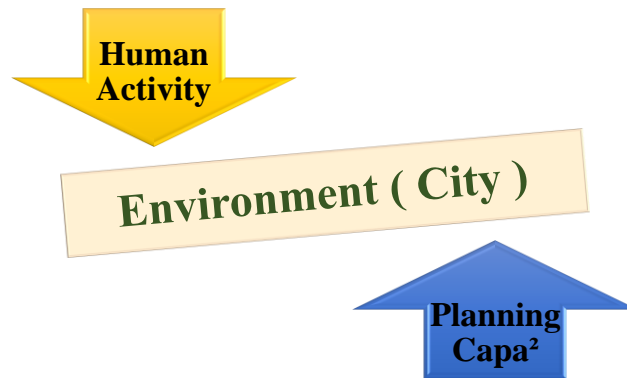 Human
Activity
Environment ( City )
Planning
Capa²